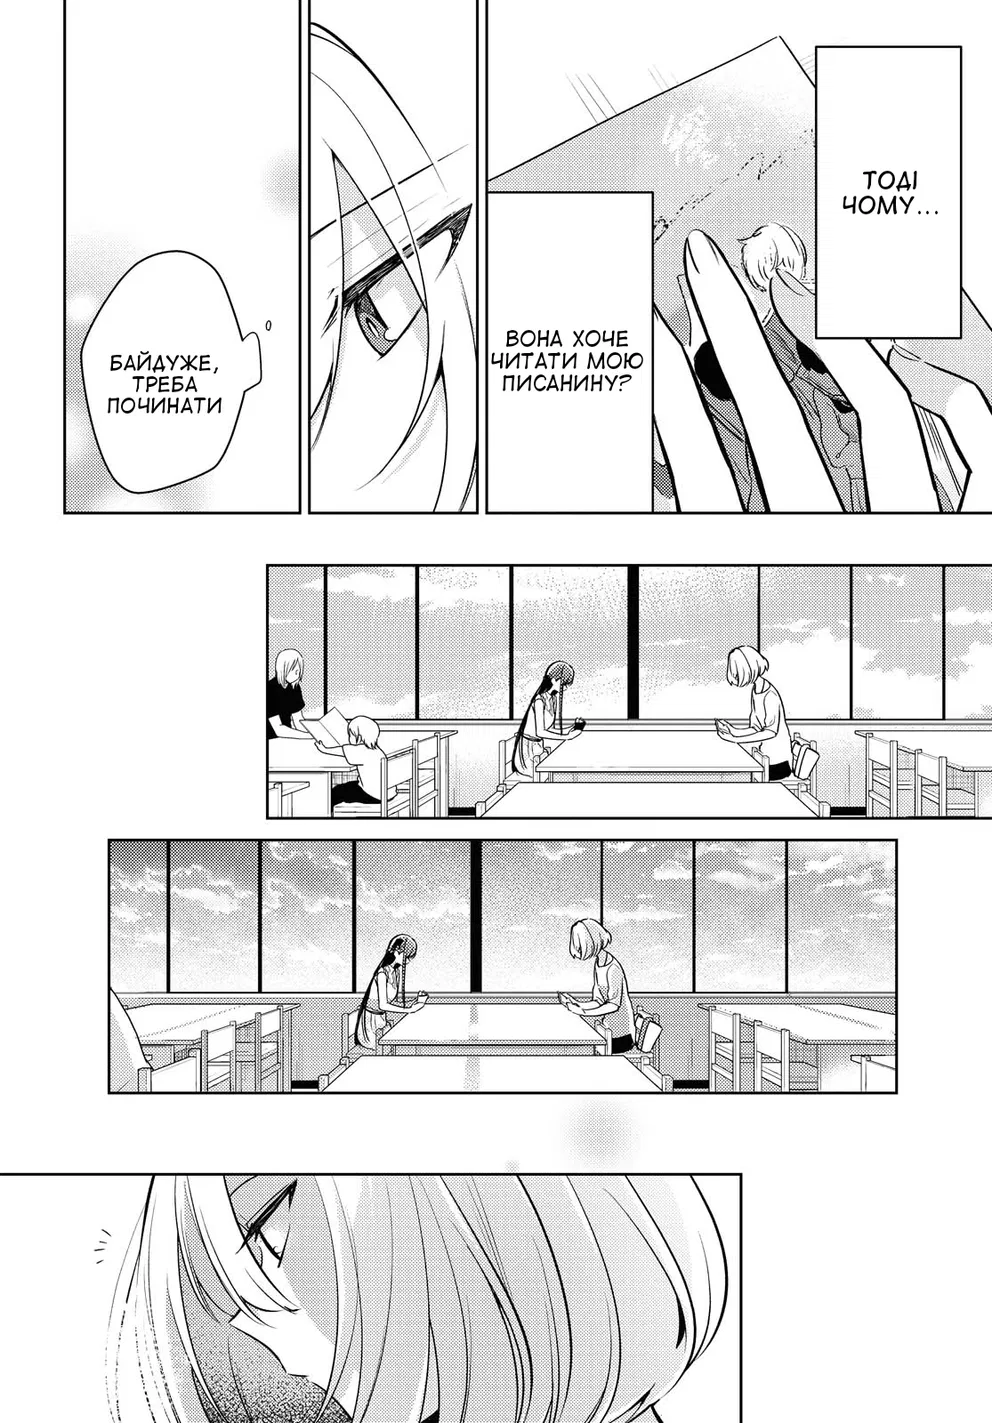 ТОДІ
ЧОМУ...
ВОНА ХОЧЕ
ЧИТАТИ МОЮ
ПИСАНИНУ?
БАЙДУЖЕ,
ТРЕБА
ПОЧИНАТИ